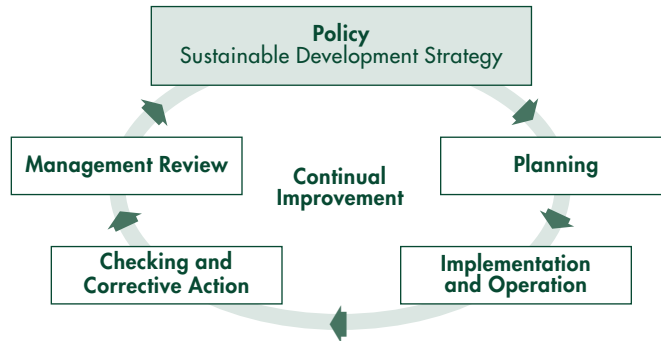 Policy
Sustainable Development Strategy
Management Review
Planning
Continual
Improvement
Checking and
Corrective Action
Implementation
and Operation